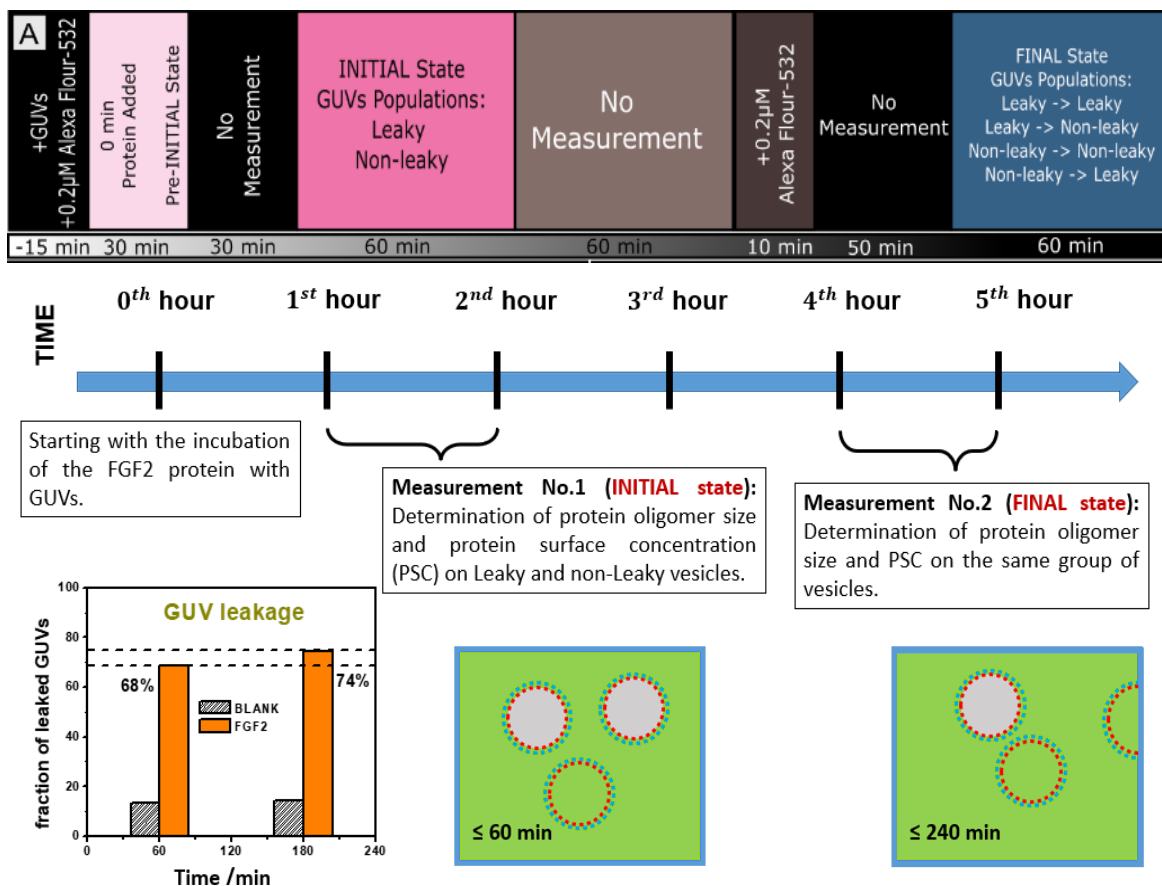 A
+GUVs
+0.2µM Alexa Flour-532
0 min
Protein Added
Pre-INITIAL State
No
Measurement
INITIAL State
GUVs Populations:
Leaky
Non-leaky
No
Measurement
+0.2µM
Alexa Flour-532
No
Measurement
FINAL State
GUVs Populations:
Leaky -> Leaky
Leaky -> Non-leaky
Non-leaky -> Non-leaky
Non-leaky -> Leaky
-15 min 30 min 30 min 60 min 60 min 10 min 50 min 60 min
TIME
0th hour 1st hour 2nd hour 3rd hour 4th hour 5th hour
Starting with the incubation
of the FGF2 protein with
GUVs.
Measurement No.1 (INITIAL state):
Determination of protein oligomer size
and protein surface concentration
(PSC) on Leaky and non-Leaky vesicles.
Measurement No.2 (FINAL state):
Determination of protein oligomer
size and PSC on the same group of
vesicles.
GUV leakage
fraction of leaked GUVs
100
80
60
40
20
0
68%
74%
BLANK
FGF2
0 60 120 180 240
Time /min
≤ 60 min
≤ 240 min